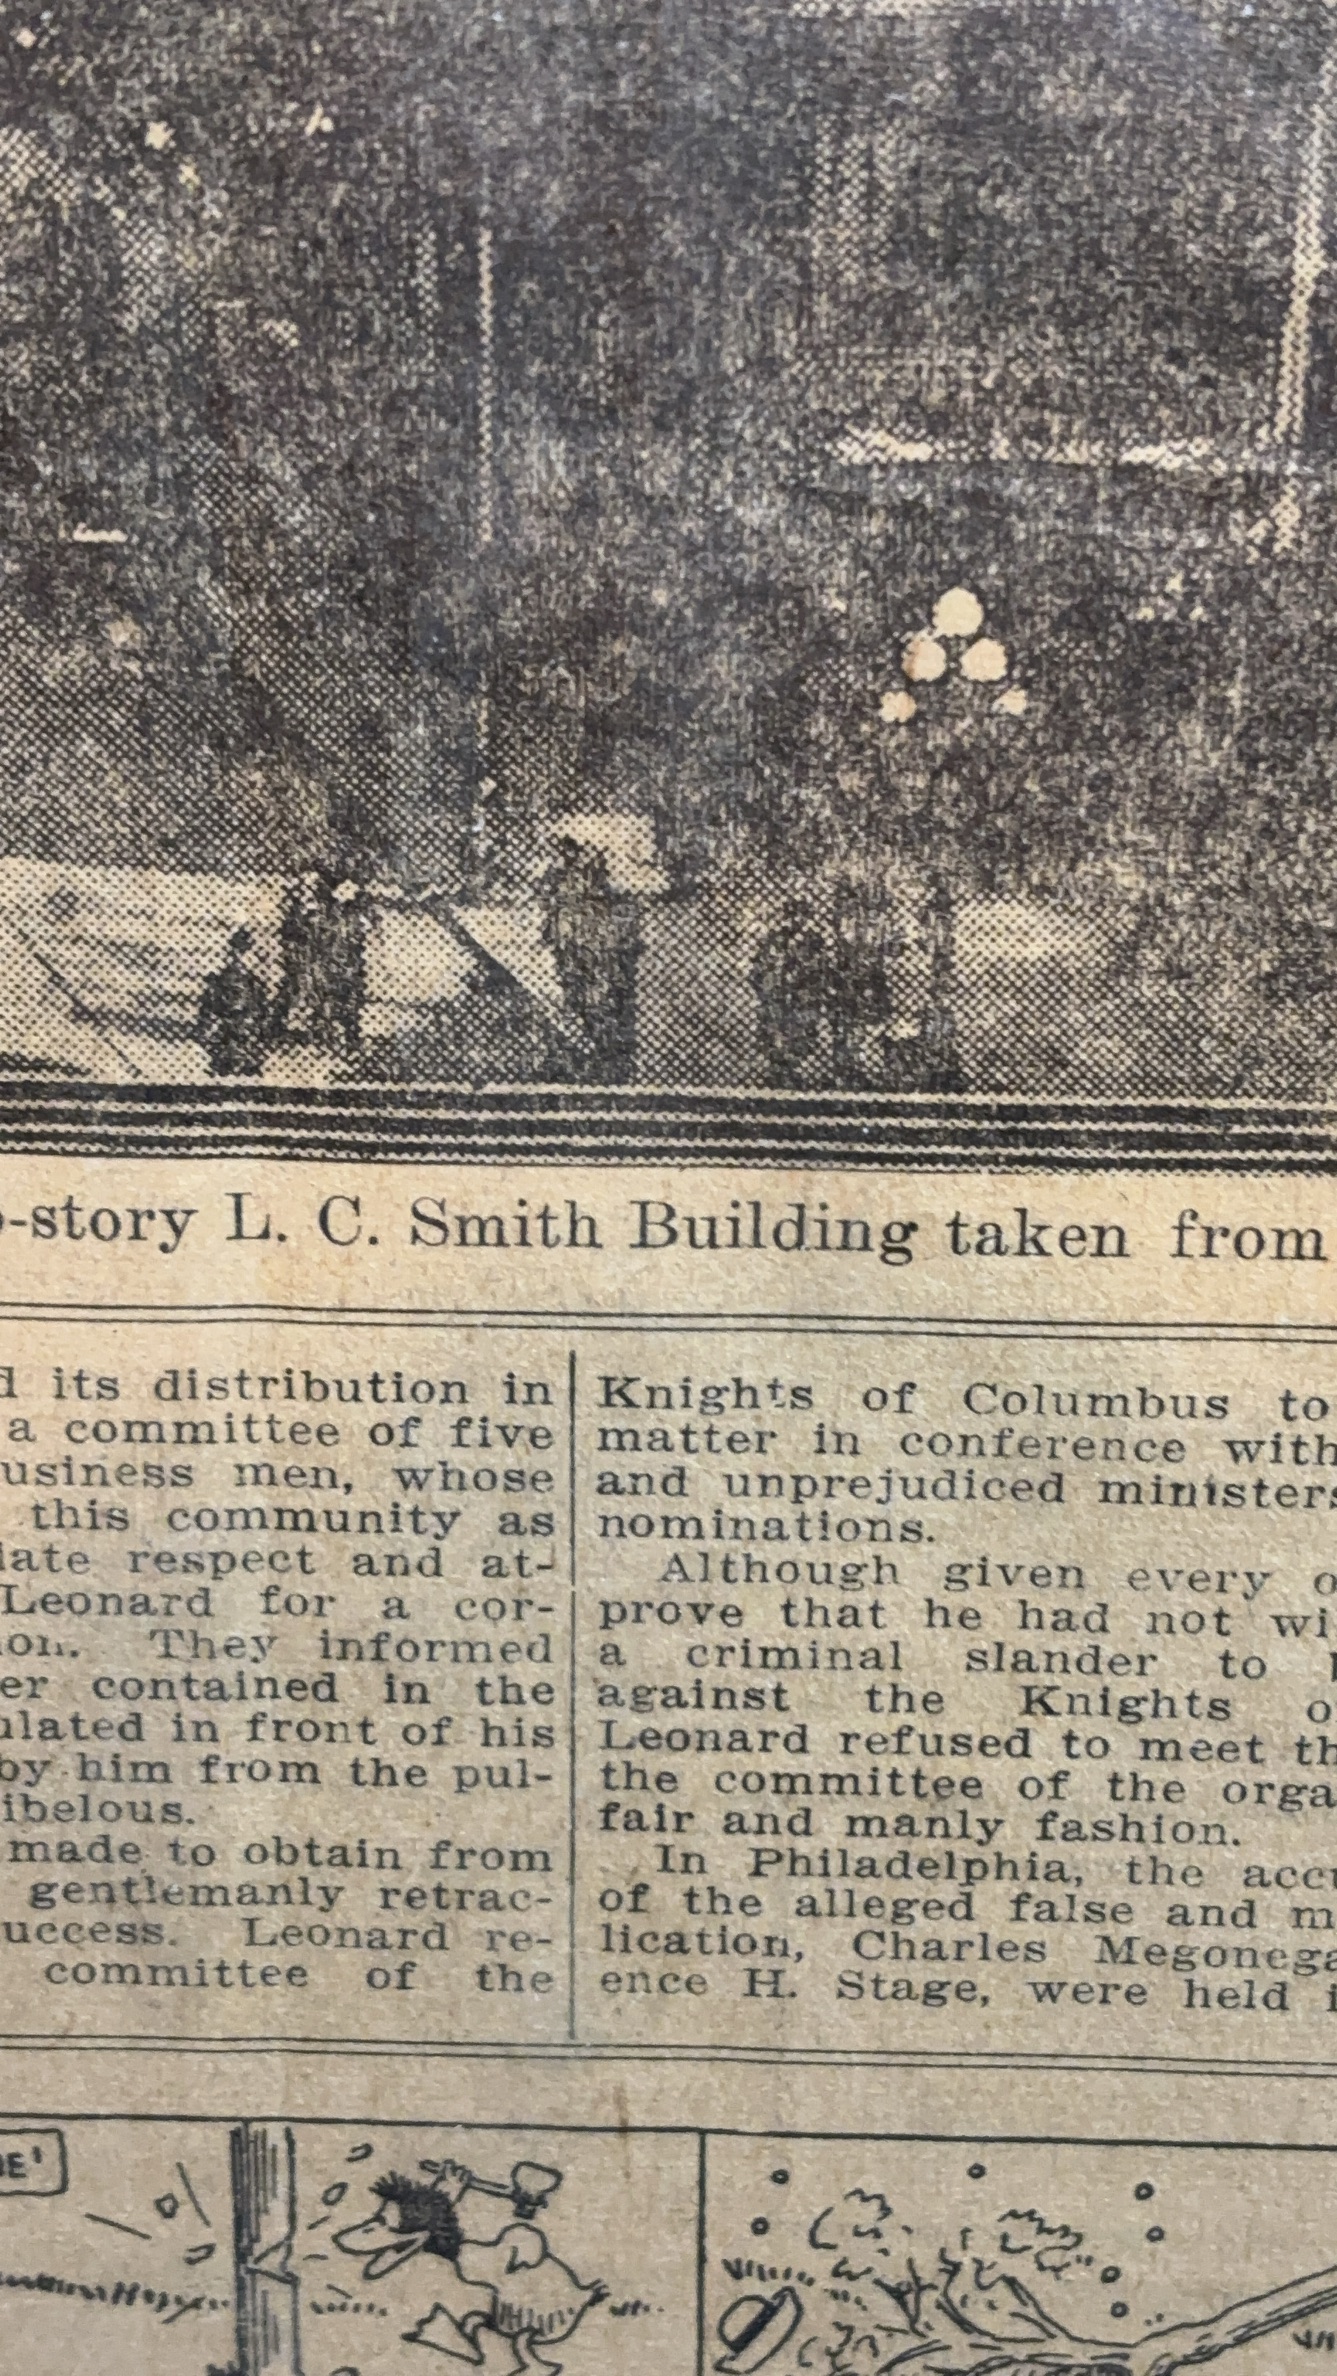 -story L. C. Smith Building taken from
its distribution in
a committee of five
usiness men, whose
this community as
late respect and at-
Leonard for a cor-
on. They informed
er contained in the
ulated in front of his
by him from the pul-
ibelous.
made to obtain from
gentlemanly retrac-
uccess. Leonard re-
committee of the
Knights of Columbus to
matter in conference with
and unprejudiced ministers
nominations.
Although given every o
prove that he had not wi
a criminal slander to
against the Knights o
Leonard refused to meet th
the committee of the orga
fair and manly fashion.
In Philadelphia, the accu
of the alleged false and m
lication, Charles Megonega
ence H. Stage, were held i
E'